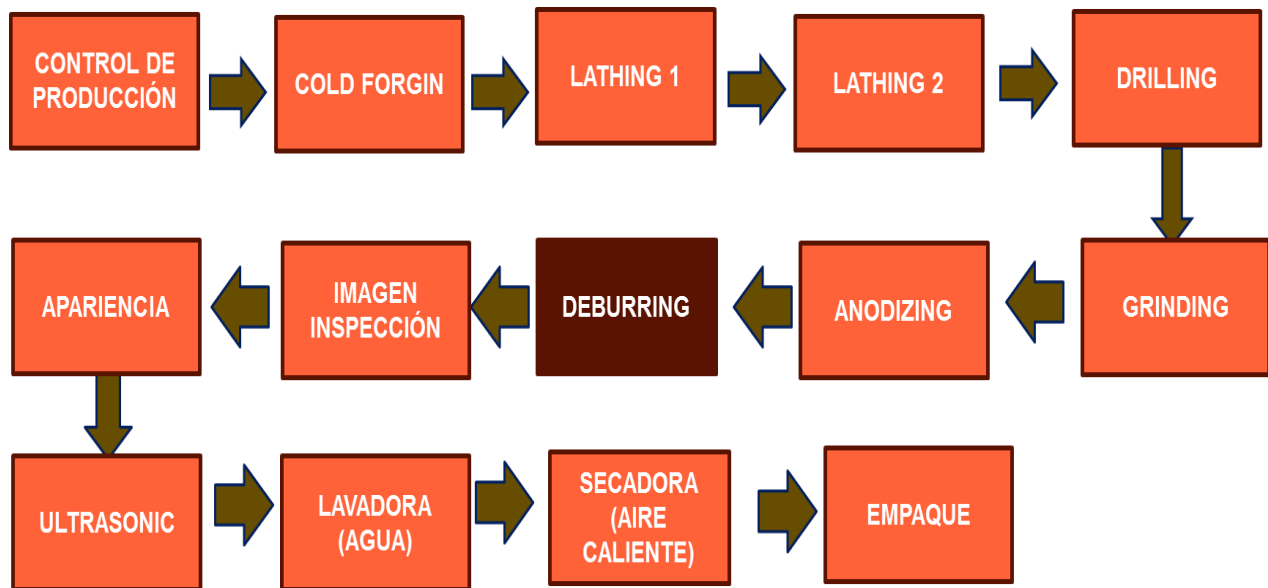 CONTROL DE
PRODUCCIÓN
COLD FORGIN
LATHING 1
LATHING 2
DRILLING
GRINDING
ANODIZING
DEBURRING
IMAGEN
INSPECCIÓN
APARIENCIA
ULTRASONIC
LAVADORA
(AGUA)
SECADORA
(AIRE
CALIENTE)
EMPAQUE